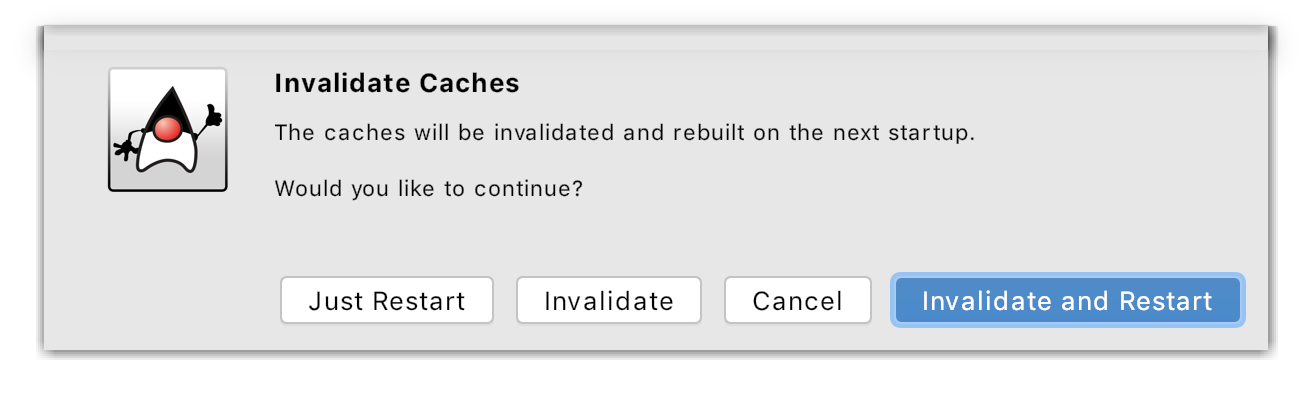 Invalidate Caches
The caches will be invalidated and rebuilt on the next startup.
Would you like to continue?
Just Restart
Invalidate
Cancel
Invalidate and Restart